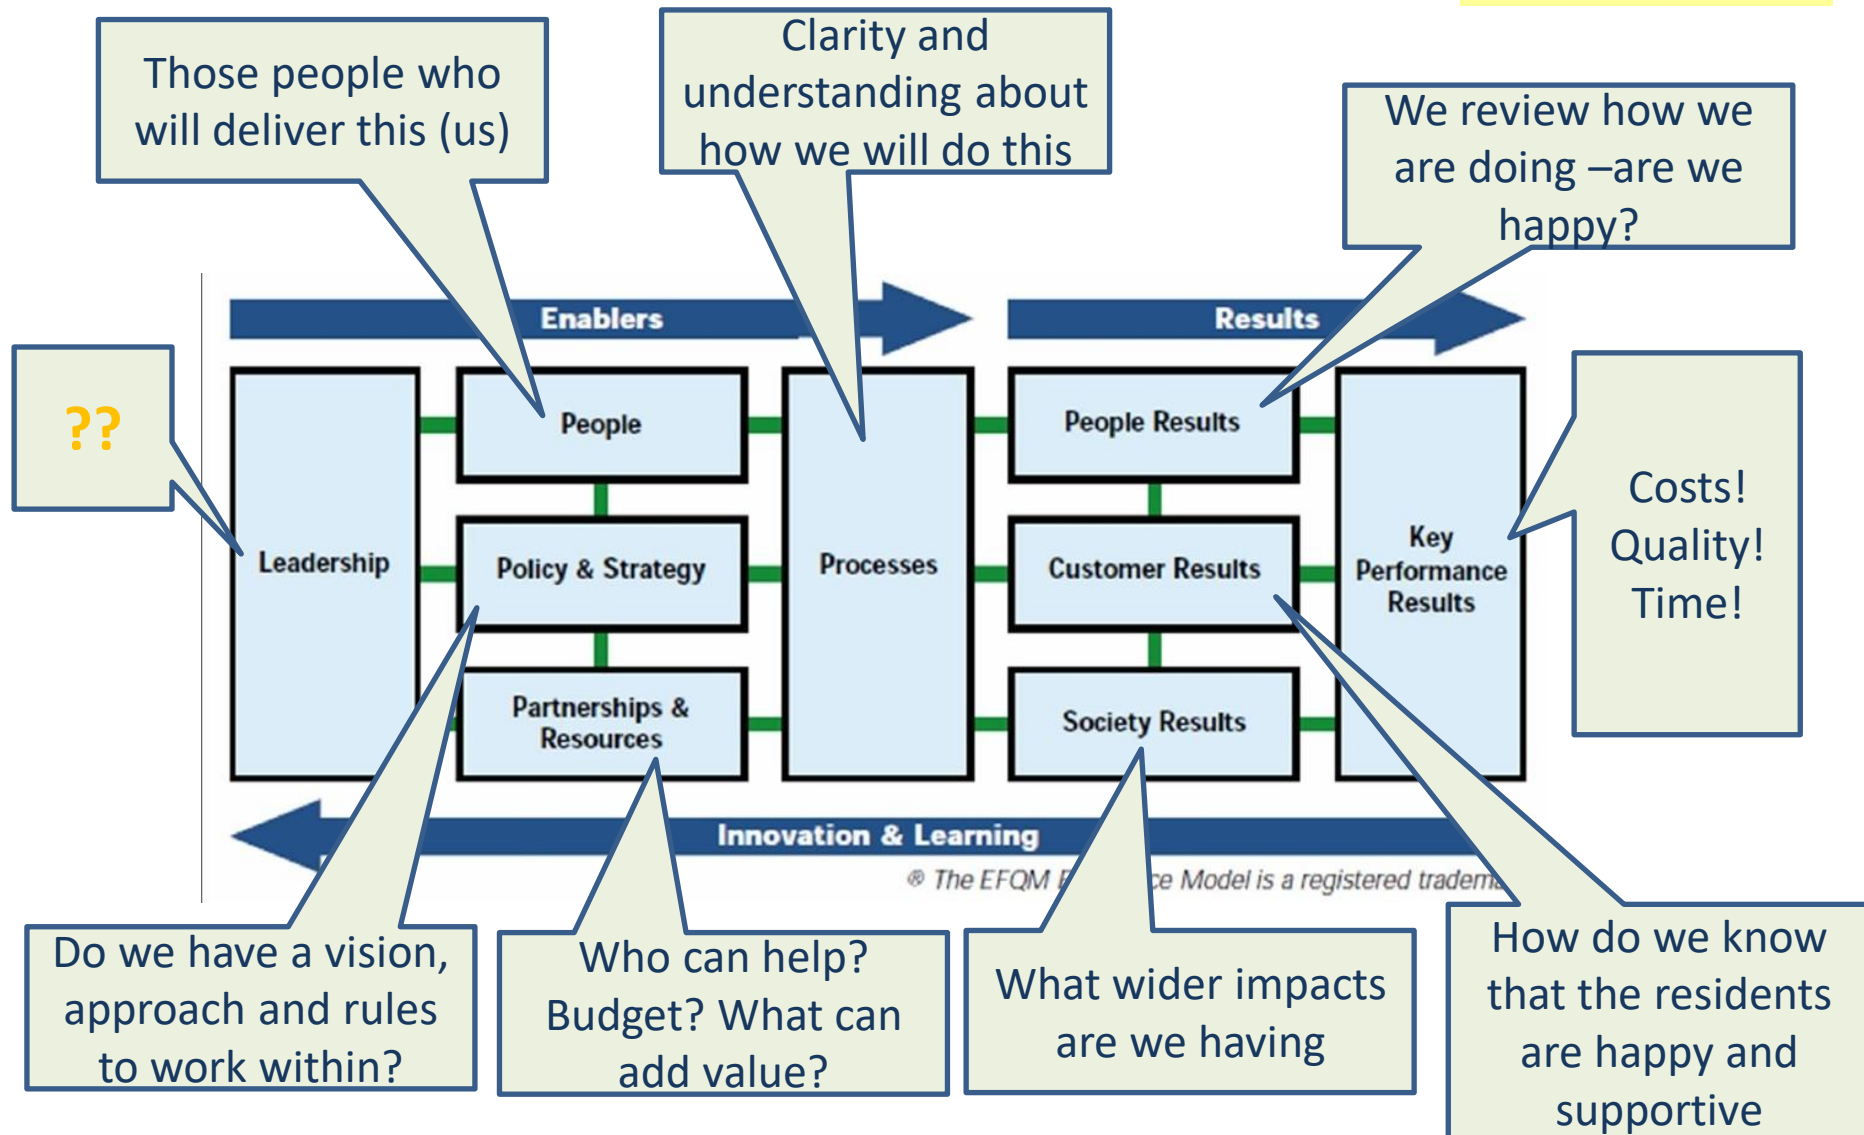 Those people who
will deliver this (us)
Clarity and
understanding about
how we will do this
We review how we
are doing –are we
happy?
Enablers
Results
??
Leadership
People
Policy & Strategy
Partnerships &
Resources
Processes
People Results
Customer Results
Society Results
Key
Performance
Results
Costs!
Quality!
Time!
Innovation & Learning
® The EFQM
Model is a registered
Do we have a vision,
approach and rules
to work within?
Who can help?
Budget? What can
add value?
What wider impacts
are we having
How do we know
that the residents
are happy and
supportive